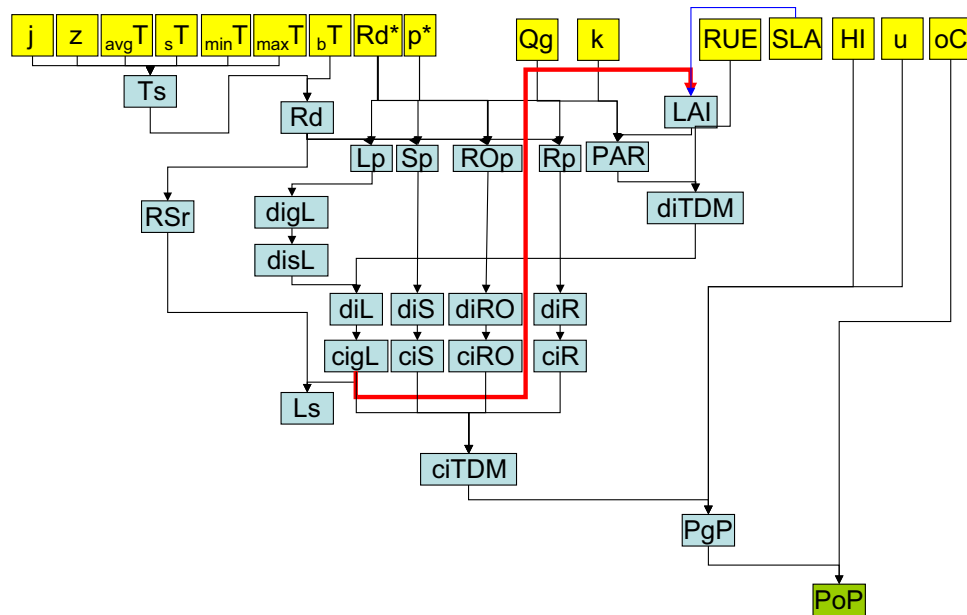 j z avgT sT minT maxT bT Rd* p* Qg k RUE SLA HI u oC
Ts
Rd
LAI
Lp Sp ROp Rp PAR
digL
RSr
diTDM
disL
diL diS diRO diR
cigL ciS ciRO ciR
Ls
ciTDM
PgP
PoP